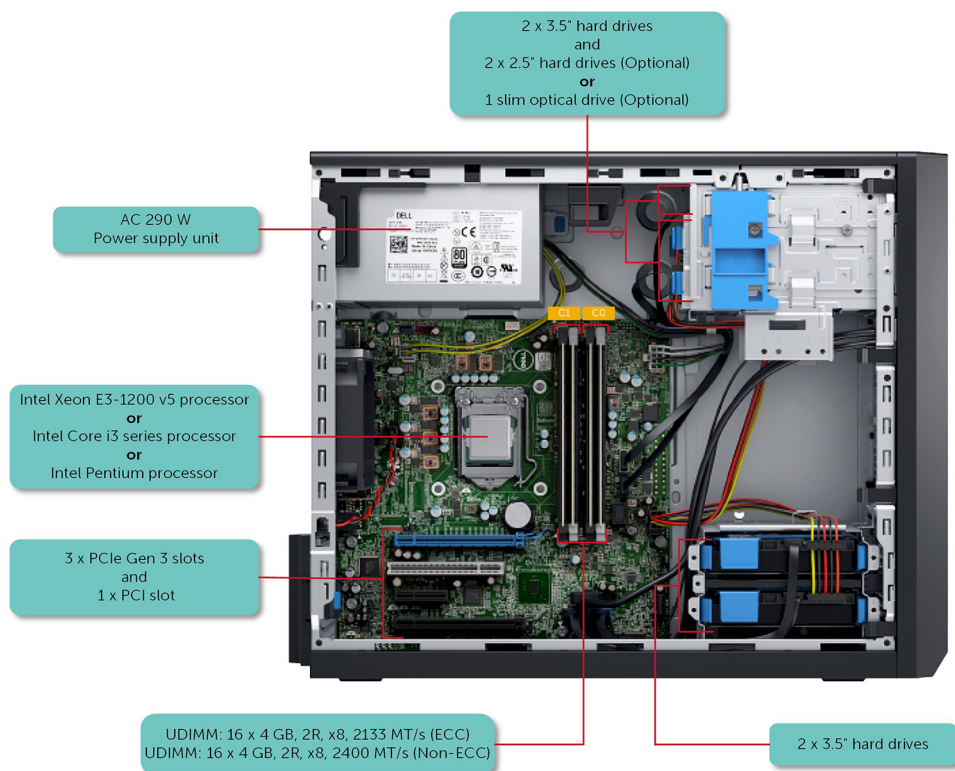 2 x 3.5" hard drives
and
2 x 2.5" hard drives (Optional)
or
1 slim optical drive (Optional)
AC 290 W
Power supply unit
DELL
C1
C0
Intel Xeon E3-1200 v5 processor
or
Intel Core i3 series processor
or
Intel Pentium processor
3 x PCIe Gen 3 slots
and
1 x PCI slot
UDIMM: 16 x 4 GB, 2R, x8, 2133 MT/s (ECC)
UDIMM: 16 x 4 GB, 2R, x8, 2400 MT/s (Non-ECC)
2 x 3.5" hard drives